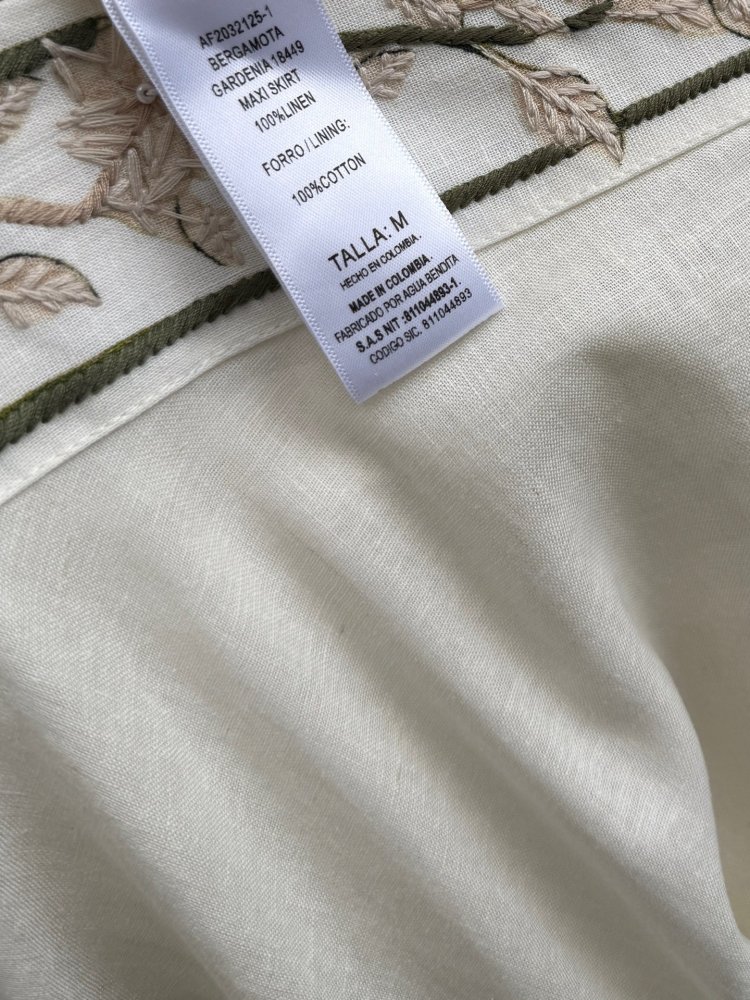 AF2032125-1
BERGAMOTA
GARDENIA 18449
MAXI SKIRT
100%LINEN
FORRO / LINING:
100%COTTON
TALLA: M
HECHO EN COLOMBIA.
MADE IN COLOMBIA.
FABRICADO POR AGUA BENDITA
S.A.S NIT :811044893-1.
CODIGO SIC. 811044893